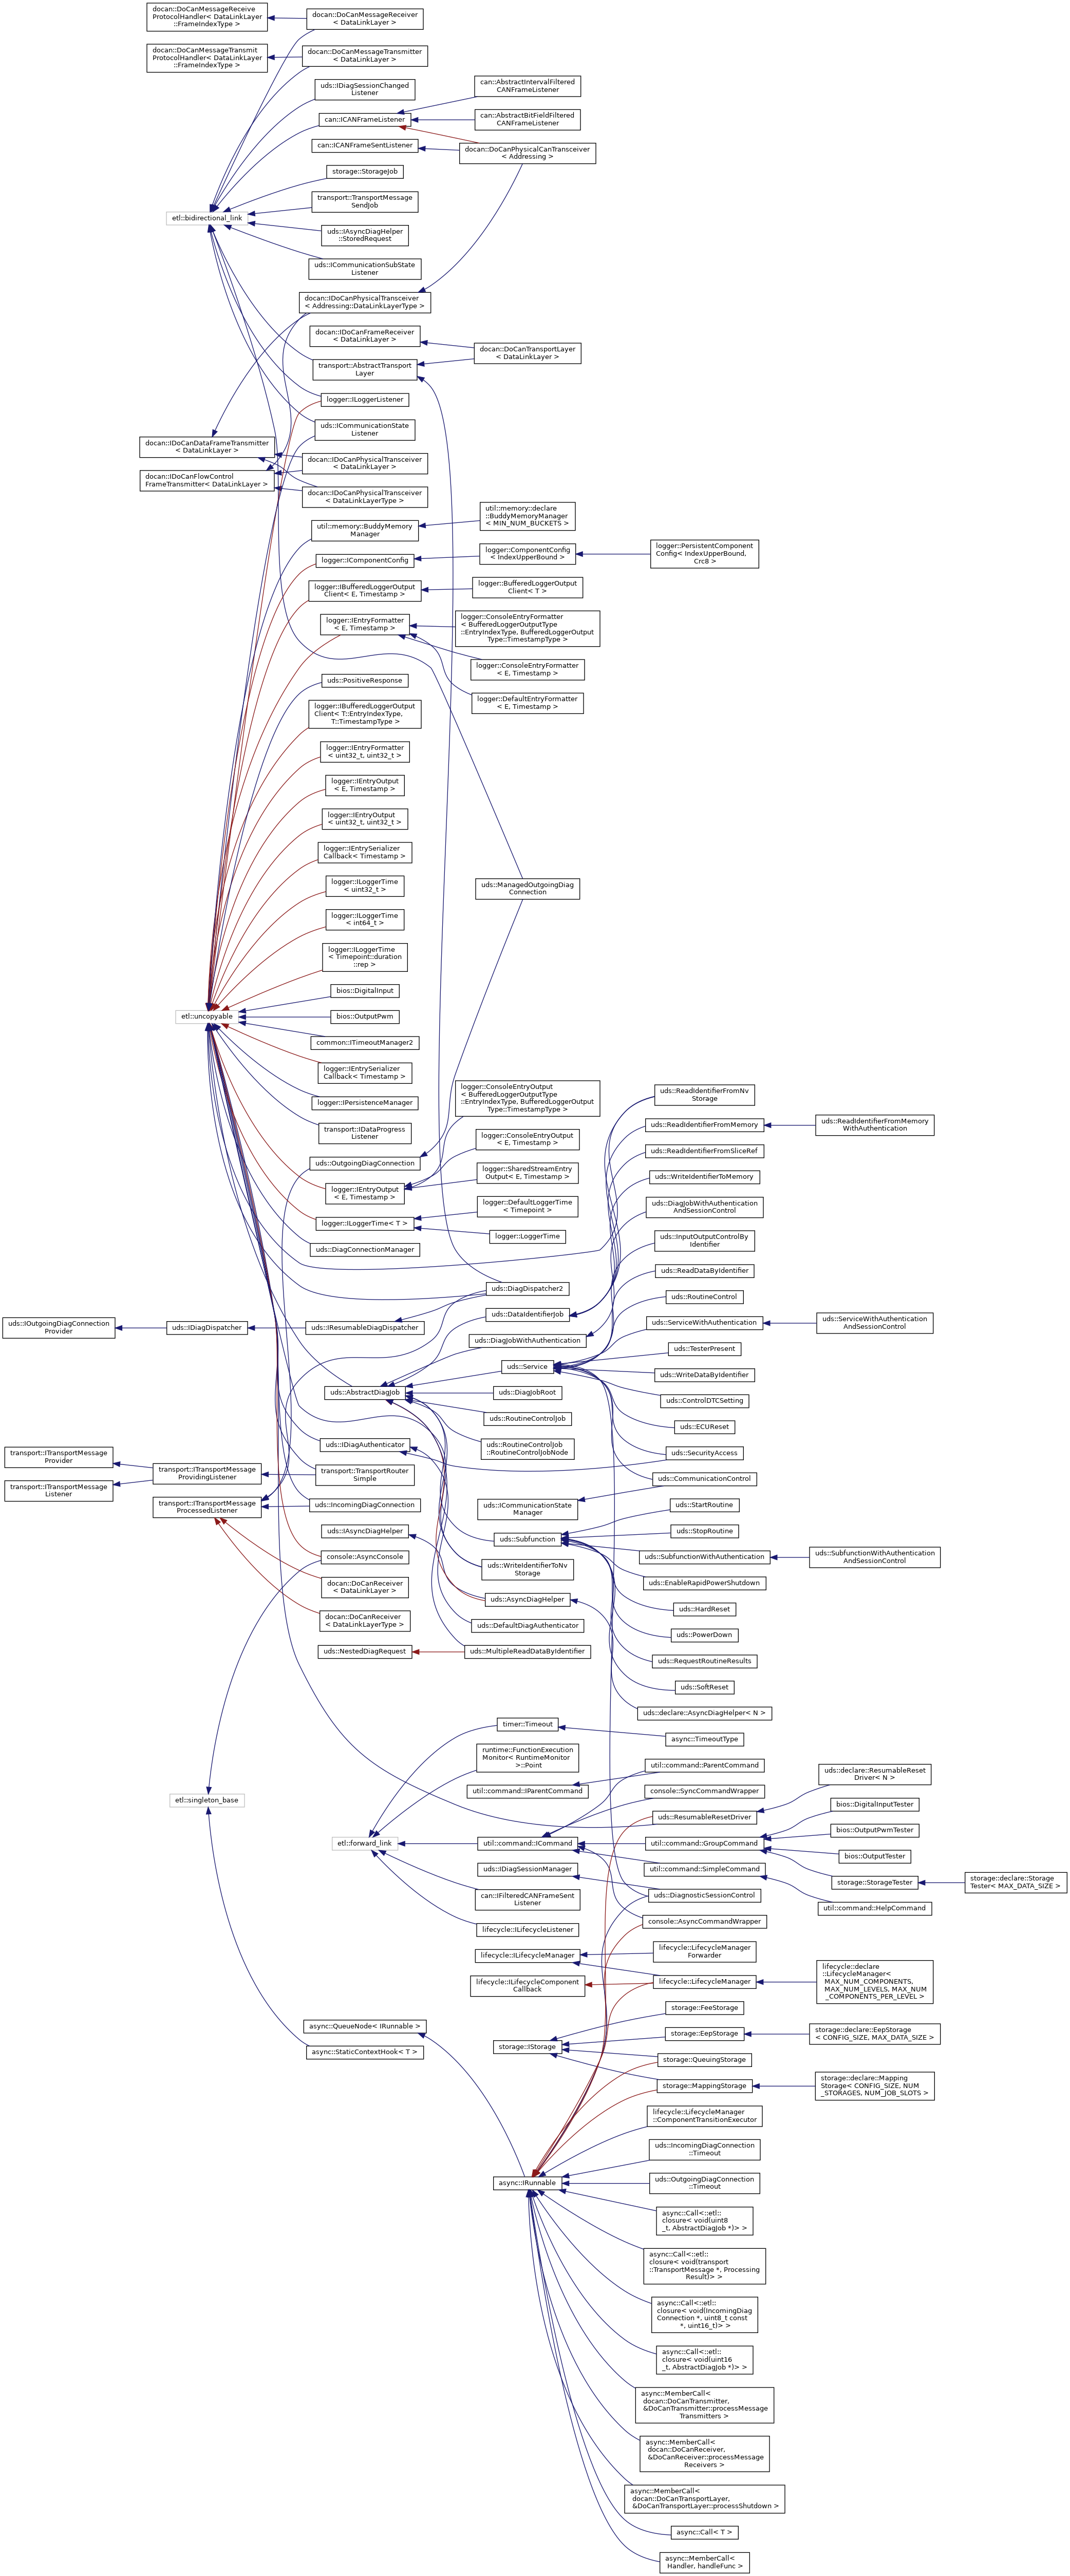 docan::DoCanMessageReceive
ProtocolHandler< DataLinkLayer
::FrameIndexType >
docan::DoCanMessageReceiver
< DataLinkLayer >
docan::DoCanMessageTransmit
ProtocolHandler< DataLinkLayer
::FrameIndexType >
docan::DoCanMessageTransmitter
< DataLinkLayer >
uds::IDiagSessionChanged
Listener
can::AbstractIntervalFiltered
CANFrameListener
can::ICANFrameListener
can::AbstractBitFieldFiltered
CANFrameListener
can::ICANFrameSentListener
docan::DoCanPhysicalCanTransceiver
< Addressing >
storage::StorageJob
transport::TransportMessage
SendJob
etl::bidirectional_link
uds::IAsyncDiagHelper
::StoredRequest
uds::ICommunicationSubState
Listener
docan::IDoCanPhysicalTransceiver
< Addressing::DataLinkLayerType >
docan::IDoCanFrameReceiver
< DataLinkLayer >
docan::DoCanTransportLayer
< DataLinkLayer >
transport::AbstractTransport
Layer
logger::ILoggerListener
uds::ICommunicationState
Listener
docan::IDoCanDataFrameTransmitter
< DataLinkLayer >
docan::IDoCanPhysicalTransceiver
< DataLinkLayer >
docan::IDoCanFlowControl
FrameTransmitter< DataLinkLayer >
docan::IDoCanPhysicalTransceiver
< DataLinkLayerType >
util::memory::declare
::BuddyMemoryManager
< MIN_NUM_BUCKETS >
util::memory::BuddyMemory
Manager
logger::IComponentConfig
logger::ComponentConfig
< IndexUpperBound >
logger::PersistentComponent
Config< IndexUpperBound,
Crc8 >
logger::IBufferedLoggerOutput
Client< E, Timestamp >
logger::BufferedLoggerOutput
Client< T >
logger::IEntryFormatter
< E, Timestamp >
logger::ConsoleEntryFormatter
< BufferedLoggerOutputType
::EntryIndexType, BufferedLoggerOutput
Type::TimestampType >
logger::ConsoleEntryFormatter
< E, Timestamp >
uds::PositiveResponse
logger::DefaultEntryFormatter
< E, Timestamp >
logger::IBufferedLoggerOutput
Client< T::EntryIndexType,
T::TimestampType >
logger::IEntryFormatter
< uint32_t, uint32_t >
logger::IEntryOutput
< E, Timestamp >
logger::IEntryOutput
< uint32_t, uint32_t >
logger::IEntrySerializer
Callback< Timestamp >
logger::ILoggerTime
< uint32_t >
uds::ManagedOutgoingDiag
Connection
logger::ILoggerTime
< int64_t >
logger::ILoggerTime
< Timepoint::duration
::rep >
bios::DigitalInput
etl::uncopyable
bios::OutputPwm
common::ITimeoutManager2
logger::IEntrySerializer
Callback< Timestamp >
logger::IPersistenceManager
logger::ConsoleEntryOutput
< BufferedLoggerOutputType
::EntryIndexType, BufferedLoggerOutput
Type::TimestampType >
uds::ReadIdentifierFromNv
Storage
transport::IDataProgress
Listener
uds::ReadIdentifierFromMemory
uds::ReadIdentifierFromMemory
WithAuthentication
logger::ConsoleEntryOutput
< E, Timestamp >
uds::ReadIdentifierFromSliceRef
uds::OutgoingDiagConnection
logger::SharedStreamEntry
Output< E, Timestamp >
uds::WriteIdentifierToMemory
logger::IEntryOutput
< E, Timestamp >
logger::DefaultLoggerTime
< Timepoint >
uds::DiagJobWithAuthentication
AndSessionControl
logger::ILoggerTime< T >
logger::LoggerTime
uds::InputOutputControlBy
Identifier
uds::DiagConnectionManager
uds::ReadDataByIdentifier
uds::DiagDispatcher2
uds::RoutineControl
uds::DataIdentifierJob
uds::IOutgoingDiagConnection
Provider
uds::IDiagDispatcher
uds::IResumableDiagDispatcher
uds::ServiceWithAuthentication
uds::ServiceWithAuthentication
AndSessionControl
uds::DiagJobWithAuthentication
uds::TesterPresent
uds::Service
uds::WriteDataByIdentifier
uds::AbstractDiagJob
uds::DiagJobRoot
uds::ControlDTCSetting
uds::RoutineControlJob
uds::ECUReset
uds::IDiagAuthenticator
uds::RoutineControlJob
::RoutineControlJobNode
uds::SecurityAccess
transport::ITransportMessage
Provider
transport::ITransportMessage
ProvidingListener
transport::TransportRouter
Simple
uds::CommunicationControl
transport::ITransportMessage
Listener
transport::ITransportMessage
ProcessedListener
uds::IncomingDiagConnection
uds::ICommunicationState
Manager
uds::StartRoutine
uds::IAsyncDiagHelper
uds::Subfunction
uds::StopRoutine
console::AsyncConsole
uds::SubfunctionWithAuthentication
uds::SubfunctionWithAuthentication
AndSessionControl
uds::WriteIdentifierToNv
Storage
docan::DoCanReceiver
< DataLinkLayer >
uds::EnableRapidPowerShutdown
uds::AsyncDiagHelper
uds::HardReset
docan::DoCanReceiver
< DataLinkLayerType >
uds::DefaultDiagAuthenticator
uds::PowerDown
uds::NestedDiagRequest
uds::MultipleReadDataByIdentifier
uds::RequestRoutineResults
uds::SoftReset
uds::declare::AsyncDiagHelper< N >
timer::Timeout
async::TimeoutType
runtime::FunctionExecution
Monitor< RuntimeMonitor
>::Point
util::command::ParentCommand
uds::declare::ResumableReset
Driver< N >
util::command::IParentCommand
console::SyncCommandWrapper
etl::singleton_base
bios::DigitalInputTester
uds::ResumableResetDriver
bios::OutputPwmTester
etl::forward_link
util::command::ICommand
util::command::GroupCommand
bios::OutputTester
uds::IDiagSessionManager
util::command::SimpleCommand
storage::StorageTester
storage::declare::Storage
Tester< MAX_DATA_SIZE >
can::IFilteredCANFrameSent
Listener
uds::DiagnosticSessionControl
util::command::HelpCommand
lifecycle::ILifecycleListener
console::AsyncCommandWrapper
lifecycle::ILifecycleManager
lifecycle::LifecycleManager
Forwarder
lifecycle::ILifecycleComponent
Callback
lifecycle::LifecycleManager
lifecycle::declare
::LifecycleManager<
MAX_NUM_COMPONENTS,
MAX_NUM_LEVELS, MAX_NUM
_COMPONENTS_PER_LEVEL >
async::QueueNode< IRunnable >
storage::FeeStorage
async::StaticContextHook< T >
storage::IStorage
storage::EepStorage
storage::declare::EepStorage
< CONFIG_SIZE, MAX_DATA_SIZE >
storage::QueuingStorage
storage::MappingStorage
storage::declare::Mapping
Storage< CONFIG_SIZE, NUM
_STORAGES, NUM_JOB_SLOTS >
lifecycle::LifecycleManager
::ComponentTransitionExecutor
uds::IncomingDiagConnection
::Timeout
async::IRunnable
uds::OutgoingDiagConnection
::Timeout
async::Call<::etl::
closure< void(uint8
_t, AbstractDiagJob *)> >
async::Call<::etl::
closure< void(transport
::TransportMessage *, Processing
Result)> >
async::Call<::etl::
closure< void(IncomingDiag
Connection *, uint8_t const
*, uint16_t)> >
async::Call<::etl::
closure< void(uint16
_t, AbstractDiagJob *)> >
async::MemberCall<
docan::DoCanTransmitter,
&DoCanTransmitter::processMessage
Transmitters >
async::MemberCall<
docan::DoCanReceiver,
&DoCanReceiver::processMessage
Receivers >
async::MemberCall<
docan::DoCanTransportLayer,
&DoCanTransportLayer::processShutdown >
async::Call< T >
async::MemberCall<
Handler, handleFunc >